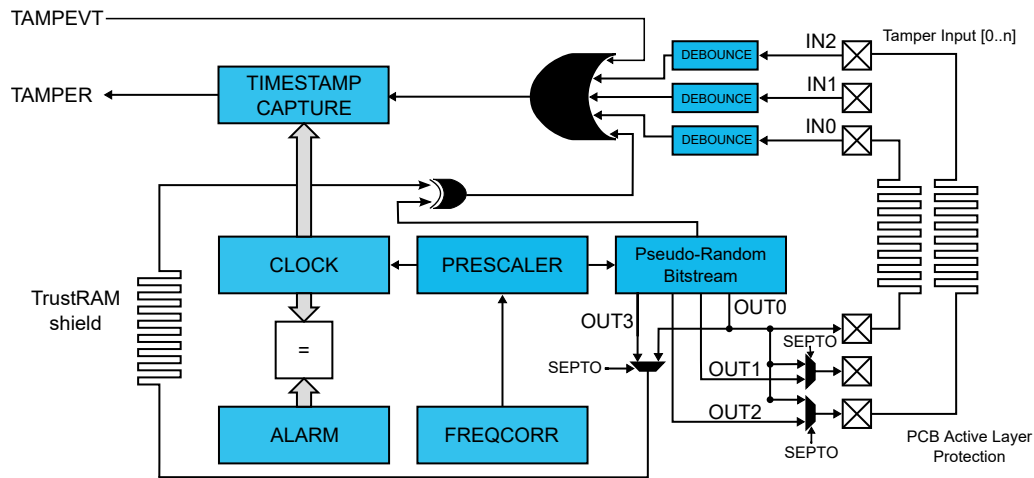 TAMPEVT
IN2
Tamper Input [0..n]
DEBOUNCE
TIMESTAMP
CAPTURE
TAMPER
IN1
DEBOUNCE
IN0
DEBOUNCE
CLOCK
PRESCALER
Pseudo-Random
Bitstream
TrustRAM
shield
OUT3
OUT0
SEPTO
=
SEPTO
OUT1
OUT2
ALARM
FREQCORR
SEPTO
PCB Active Layer
Protection